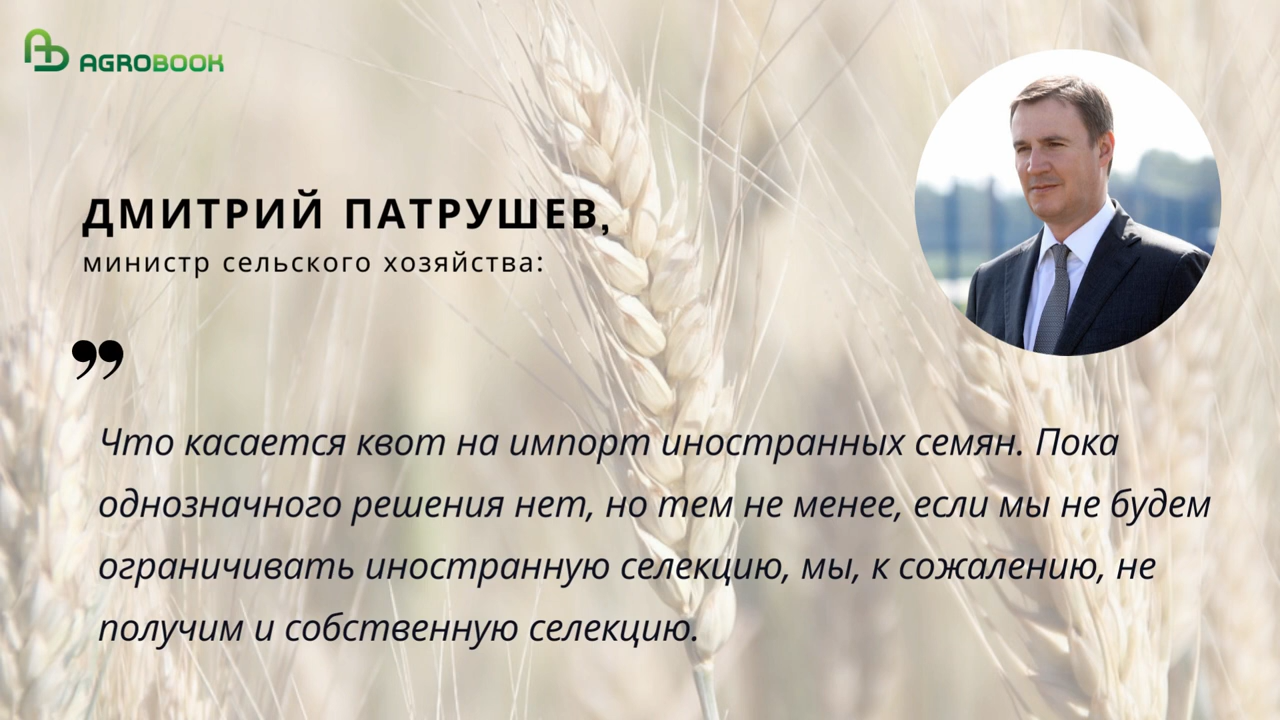 AGROBOOK
ДМИТРИЙ ПАТРУШЕВ,
министр сельского хозяйства:
”
Что касается квот на импорт иностранных семян. Пока
однозначного решения нет, но тем не менее, если мы не будем
ограничивать иностранную селекцию, мы, к сожалению, не
получим и собственную селекцию.